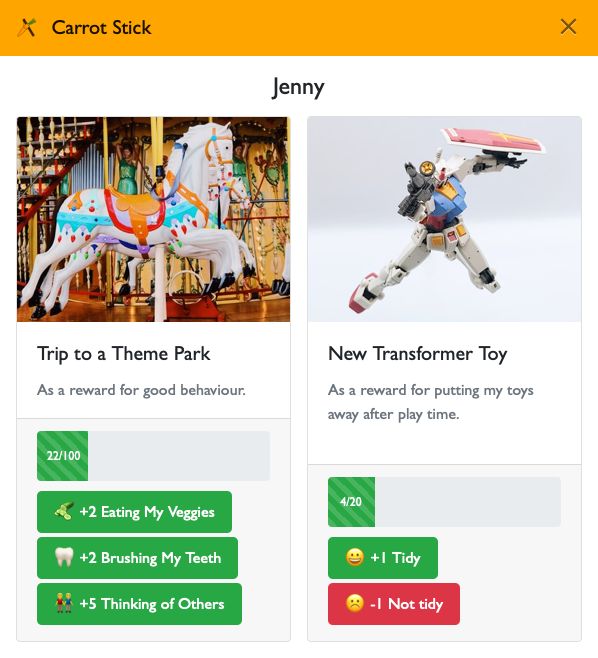 Carrot Stick
Jenny
Trip to a Theme Park
As a reward for good behaviour.
22/100
+2 Eating My Veggies
+2 Brushing My Teeth
+5 Thinking of Others
New Transformer Toy
As a reward for putting my toys
away after play time.
4/20
+1 Tidy
-1 Not tidy